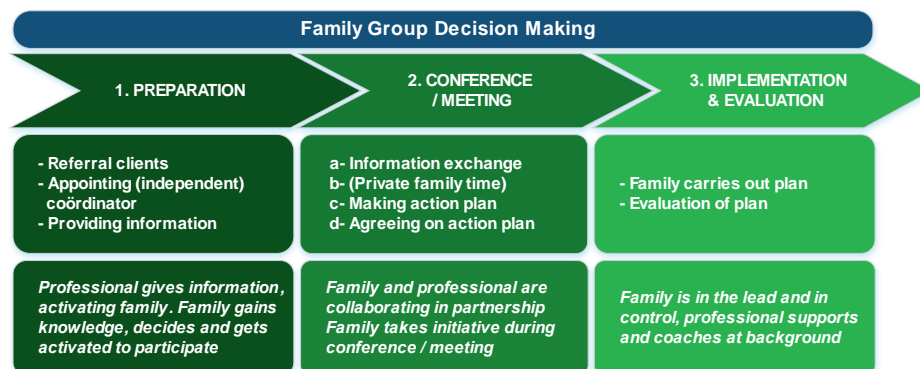 Family Group Decision Making
1. PREPARATION
2. CONFERENCE
/ MEETING
3. IMPLEMENTATION
& EVALUATION
- Referral clients
- Appointing (independent)
coördinator
- Providing information
a- Information exchange
b- (Private family time)
c- Making action plan
d- Agreeing on action plan
- Family carries out plan
- Evaluation of plan
Professional gives information,
activating family. Family gains
knowledge, decides and gets
activated to participate
Family and professional are
collaborating in partnership
Family takes initiative during
conference / meeting
Family is in the lead and in
control, professional supports
and coaches at background